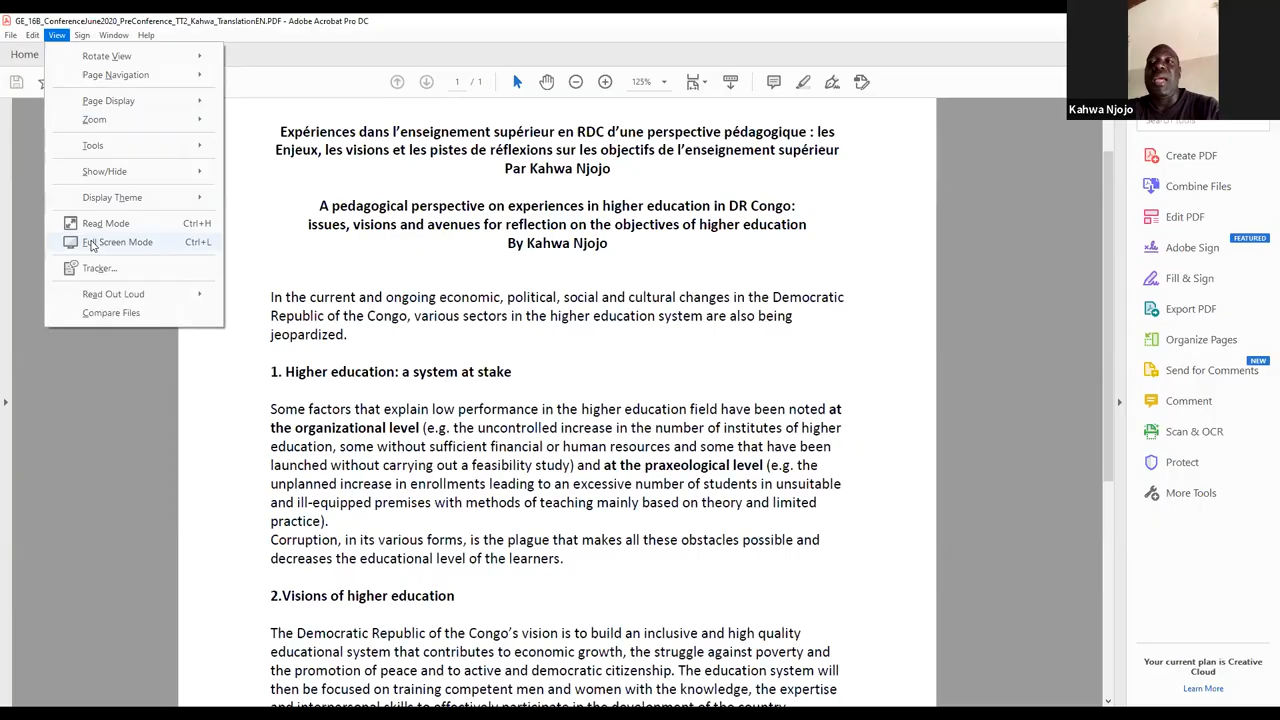 GE_16B_ConferenceJune2020_PreConference_TT2_Kahwa_TranslationEN.PDF - Adobe Acrobat Pro DC
File Edit View Sign Window Help
Home
1 / 1
125%
Kahwa Njojo
Rotate View
Page Navigation
Page Display
Zoom
Tools
Show/Hide
Display Theme
Read Mode Ctrl+H
Full Screen Mode Ctrl+L
Tracker...
Read Out Loud
Compare Files
Expériences dans l'enseignement supérieur en RDC d'une perspective pédagogique : les
Enjeux, les visions et les pistes de réflexions sur les objectifs de l'enseignement supérieur
Par Kahwa Njojo
A pedagogical perspective on experiences in higher education in DR Congo:
issues, visions and avenues for reflection on the objectives of higher education
By Kahwa Njojo
In the current and ongoing economic, political, social and cultural changes in the Democratic
Republic of the Congo, various sectors in the higher education system are also being
jeopardized.
1. Higher education: a system at stake
Some factors that explain low performance in the higher education field have been noted at
the organizational level (e.g. the uncontrolled increase in the number of institutes of higher
education, some without sufficient financial or human resources and some that have been
launched without carrying out a feasibility study) and at the praxeological level (e.g. the
unplanned increase in enrollments leading to an excessive number of students in unsuitable
and ill-equipped premises with methods of teaching mainly based on theory and limited
practice).
Corruption, in its various forms, is the plague that makes all these obstacles possible and
decreases the educational level of the learners.
2.Visions of higher education
The Democratic Republic of the Congo's vision is to build an inclusive and high quality
educational system that contributes to economic growth, the struggle against poverty and
the promotion of peace and to active and democratic citizenship. The education system will
then be focused on training competent men and women with the knowledge, the expertise
and interpersonal skills to effectively participate in the development of the country.
Search tools
Create PDF
Combine Files
Edit PDF
Adobe Sign FEATURED
Fill & Sign
Export PDF
Organize Pages
Send for Comments NEW
Comment
Scan & OCR
Protect
More Tools
Your current plan is Creative
Cloud
Learn More